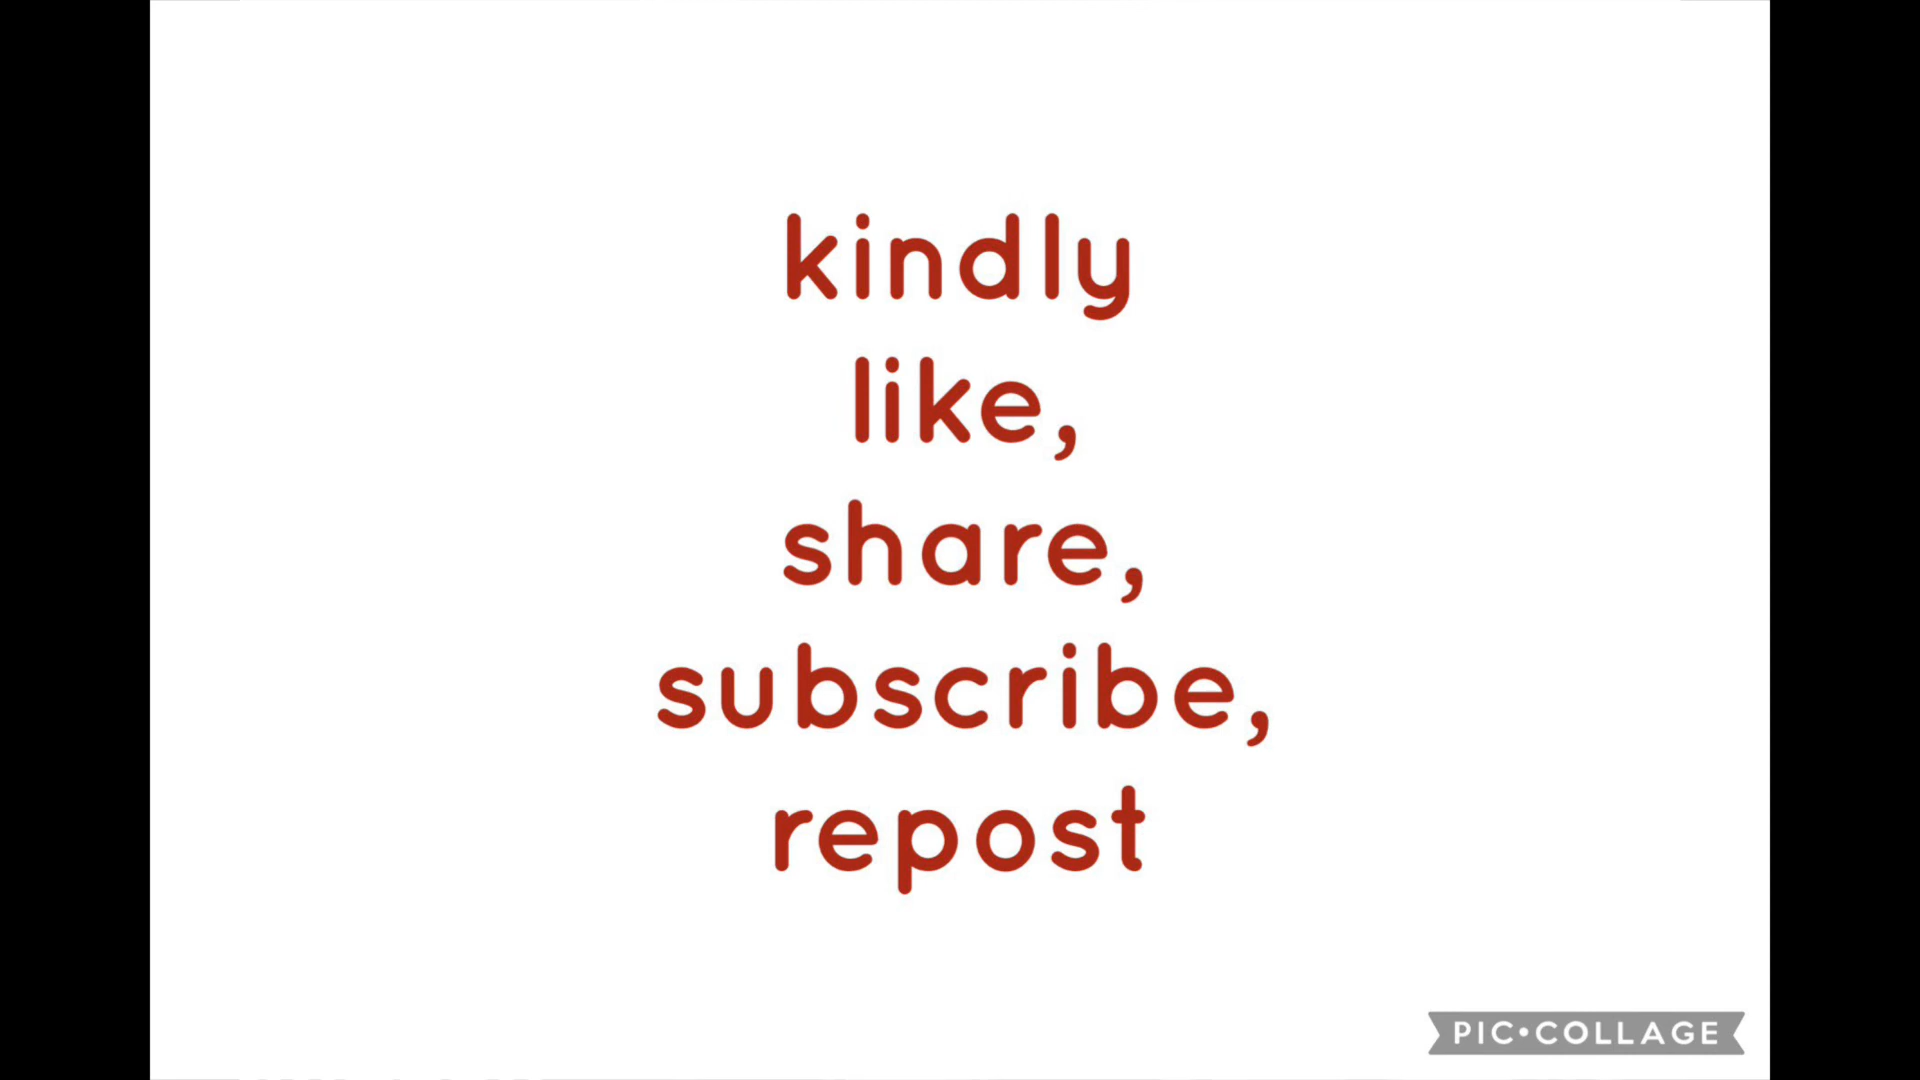 kindly
like,
share,
subscribe,
repost
PIC•COLLAGE